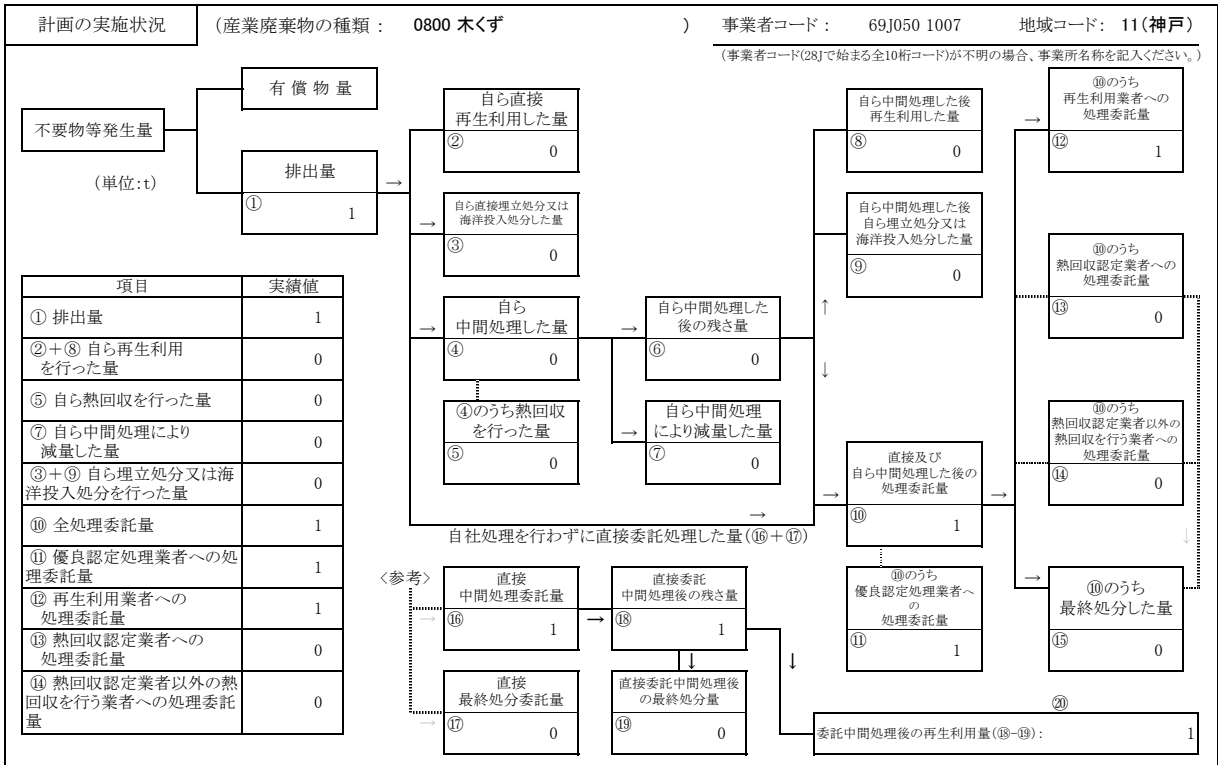 計画の実施状況
(産業廃棄物の種類： 0800 木くず )
事業者コード： 69J050 1007 地域コード： 11(神戸)
(事業者コード(28Jで始まる全10桁コード)が不明の場合、事業所名称を記入ください。)
不要物等発生量
(単位:t)
有 償 物 量
排出量
→
① 1
自ら直接
再生利用した量
② 0
→
自ら直接埋立処分又は
海洋投入処分した量
③ 0
→
自ら
中間処理した量
④ 0
④のうち熱回収
を行った量
⑤ 0
→
自ら中間処理した
後の残さ量
⑥ 0
→
自ら中間処理
により減量した量
⑦ 0
自ら中間処理した後
再生利用した量
⑧ 0
自ら中間処理した後
自ら埋立処分又は
海洋投入処分した量
⑨ 0
↑
↓
→
直接及び
自ら中間処理した後の
処理委託量
⑩ 1
→
⑩のうち
優良認定処理業者へ
の
処理委託量
⑪ 1
→
⑩のうち
再生利用業者への
処理委託量
⑫ 1
⑩のうち
熱回収認定業者への
処理委託量
⑬ 0
⑩のうち
熱回収認定業者以外の
熱回収を行う業者への
処理委託量
⑭ 0
↓
→
⑩のうち
最終処分した量
⑮ 0
→
自社処理を行わずに直接委託処理した量(⑯＋⑰)
〈参考〉
→
直接
中間処理委託量
⑯ 1
→
直接委託
中間処理後の残さ量
⑱ 1
→
直接
最終処分委託量
⑰ 0
↓
直接委託中間処理後
の最終処分量
⑲ 0
↓
⑳
委託中間処理後の再生利用量(⑱-⑲)： 1
項目 実績値
① 排出量 1
②＋⑧ 自ら再生利用
を行った量 0
⑤ 自ら熱回収を行った量 0
⑦ 自ら中間処理により
減量した量 0
③＋⑨ 自ら埋立処分又は海
洋投入処分を行った量 0
⑩ 全処理委託量 1
⑪ 優良認定処理業者への処
理委託量 1
⑫ 再生利用業者への
処理委託量 1
⑬ 熱回収認定業者への
処理委託量 0
⑭ 熱回収認定業者以外の熱
回収を行う業者への処理委託
量 0